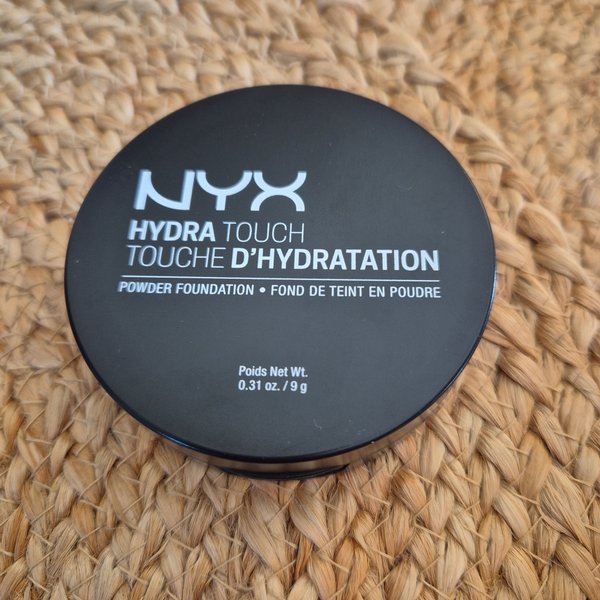 NYX
HYDRA TOUCH
TOUCHE D'HYDRATATION
POWDER FOUNDATION • FOND DE TEINT EN POUDRE
Poids Net Wt.
0.31 oz. / 9 g